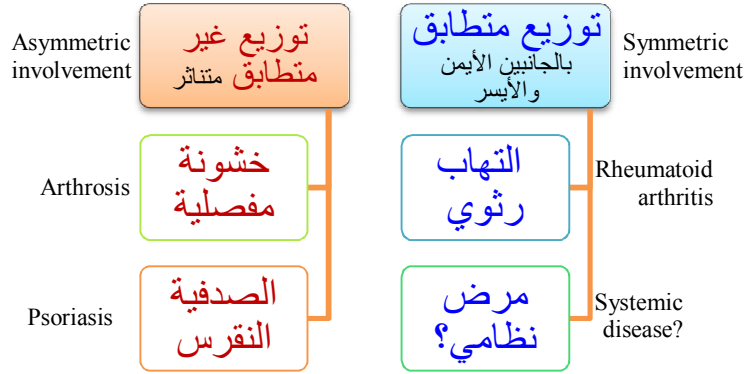 Asymmetric
involvement
توزيع غير
متطابق متناثر
توزيع متطابق
بالجانبين الأيمن
والأيسر
Symmetric
involvement
Arthrosis
خشونة
مفصلية
التهاب
رثوي
Rheumatoid
arthritis
Psoriasis
الصدفية
النقرس
مرض
نظامي؟
Systemic
disease?